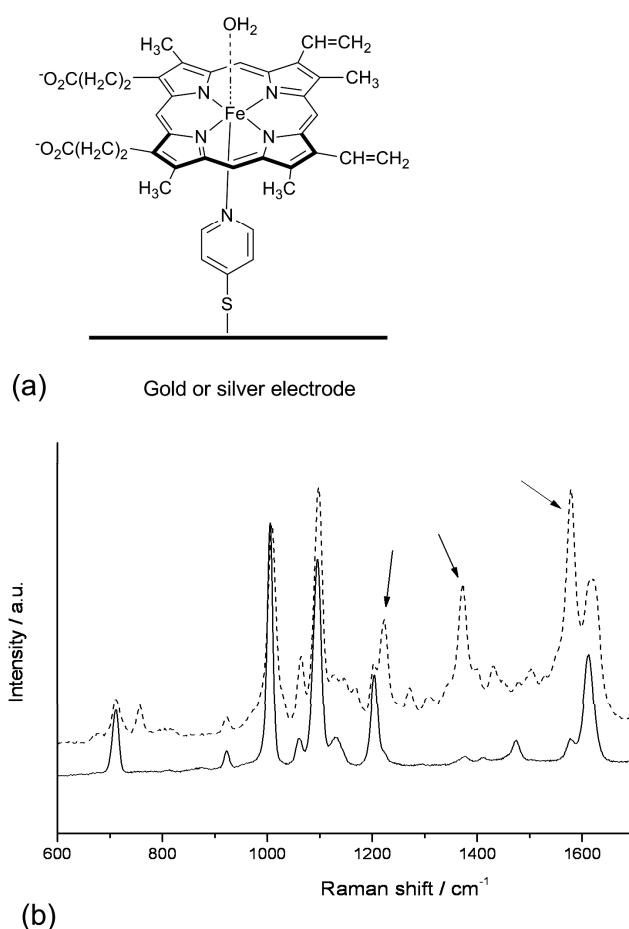 OH₂
H₃C
CH=CH₂
⁻O₂C(H₂C)₂
CH₃
N N
Fe
⁻O₂C(H₂C)₂
N N
CH=CH₂
H₃C
CH₃
N
S
(a)
Gold or silver electrode
Intensity / a.u.
600 800 1000 1200 1400 1600
Raman shift / cm⁻¹
(b)